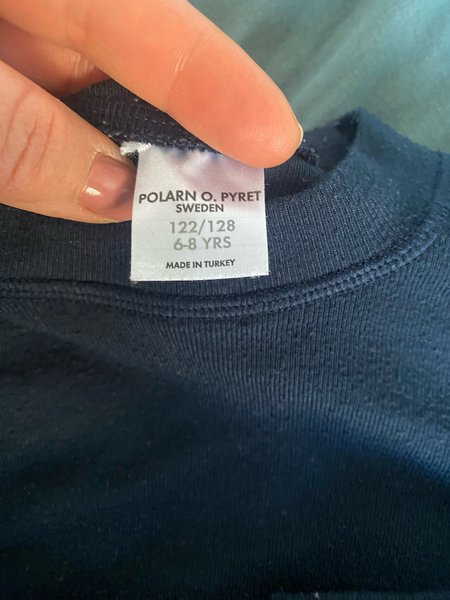 POLARN O. PYRET
SWEDEN
122/128
6-8 YRS
MADE IN TURKEY